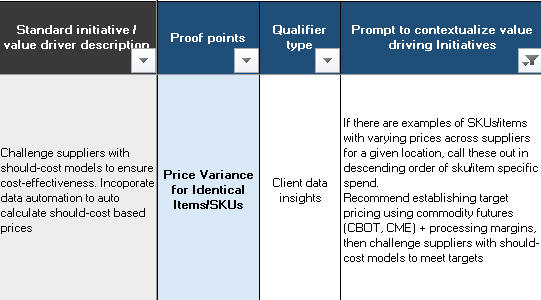 Standard initiative /
value driver description
Proof points
Qualifier
type
Prompt to contextualize value
driving Initiatives
Challenge suppliers with
should-cost models to ensure
cost-effectiveness. Incoporate
data automation to auto
calculate should-cost based
prices
Price Variance
for Identical
Items/SKUs
Client data
insights
If there are examples of SKUs/items
with varying prices across suppliers
for a given location, call these out in
descending order of sku/item specific
spend.
Recommend establishing target
pricing using commodity futures
(CBOT, CME) + processing margins,
then challenge suppliers with should-
cost models to meet targets